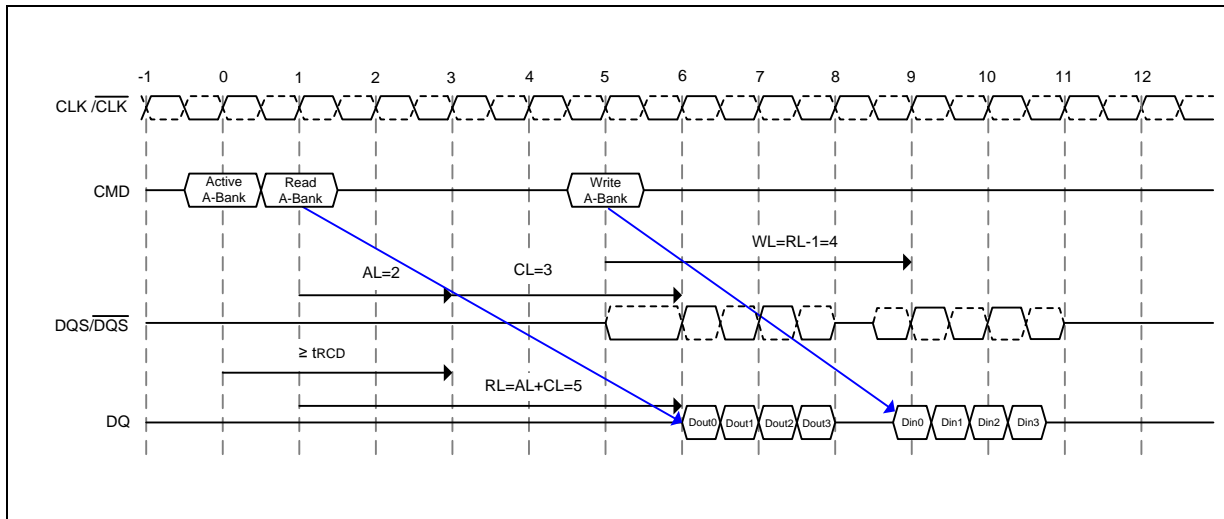 -1 0 1 2 3 4 5 6 7 8 9 10 11 12
CLK /CLK
CMD
Active
A-Bank
Read
A-Bank
Write
A-Bank
WL=RL-1=4
AL=2
CL=3
DQS/DQS
≥ tRCD
RL=AL+CL=5
DQ
Dout0 Dout1 Dout2 Dout3
Din0 Din1 Din2 Din3